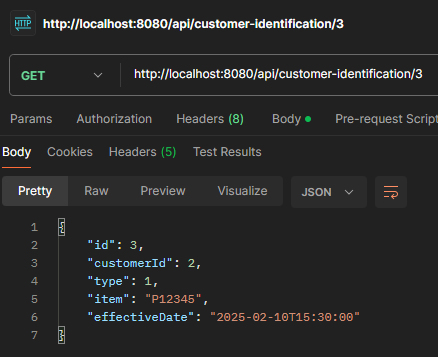 HTTP http://localhost:8080/api/customer-identification/3
GET http://localhost:8080/api/customer-identification/3
Params Authorization Headers (8) Body Pre-request Script
Body Cookies Headers (5) Test Results
Pretty Raw Preview Visualize JSON
1 {
2 "id": 3,
3 "customerId": 2,
4 "type": 1,
5 "item": "P12345",
6 "effectiveDate": "2025-02-10T15:30:00"
7 }